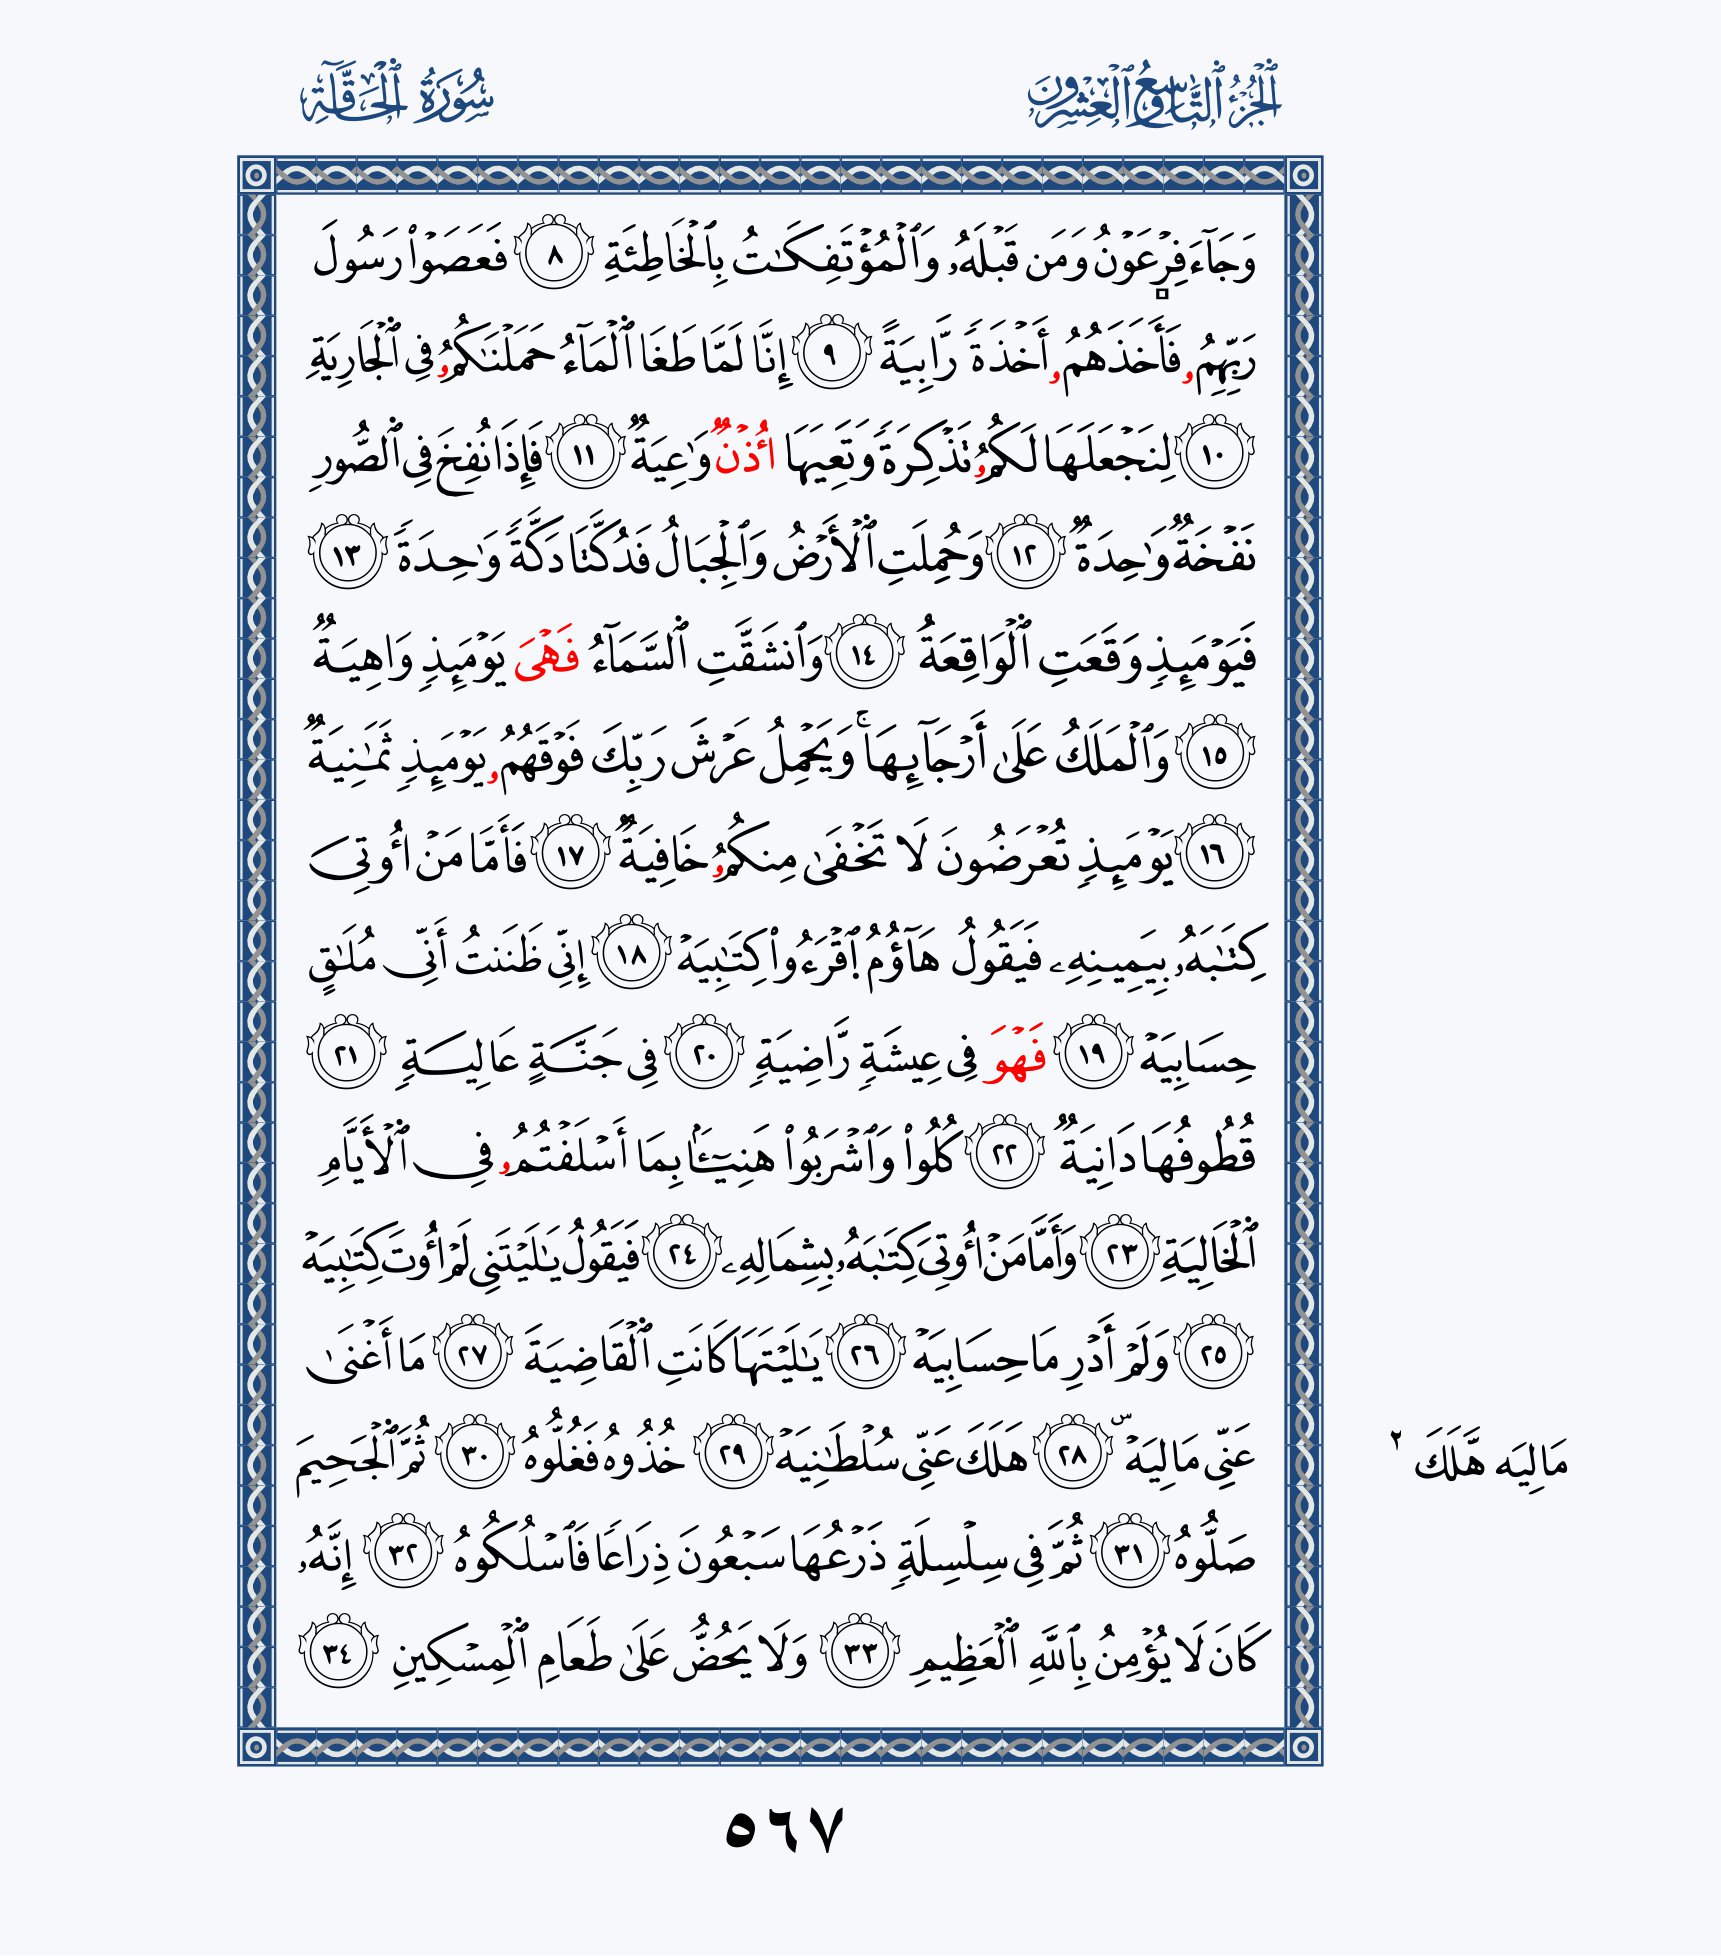 سُورَةُ الْحَاقَّةِ
الْجُزْءُ التَّاسِعُ وَالْعِشْرُونَ
وَجَآءَ فِرْعَوْنُ وَمَن قَبْلَهُۥ وَٱلْمُؤْتَفِكَٰتُ بِٱلْخَاطِئَةِ ٨ فَعَصَوْا۟ رَسُولَ
رَبِّهِمُۥ فَأَخَذَهُمُۥ أَخْذَةً رَّابِيَةً ٩ إِنَّا لَمَّا طَغَا ٱلْمَآءُ حَمَلْنَٰكُمُۥ فِى ٱلْجَارِيَةِ
١٠ لِنَجْعَلَهَا لَكُمُۥ تَذْكِرَةً وَتَعِيَهَا أُذُنٌ وَٰعِيَةٌ ١١ فَإِذَا نُفِخَ فِى ٱلصُّورِ
نَفْخَةٌ وَٰحِدَةٌ ١٢ وَحُمِلَتِ ٱلْأَرْضُ وَٱلْجِبَالُ فَدُكَّتَا دَكَّةً وَٰحِدَةً ١٣
فَيَوْمَئِذٍ وَقَعَتِ ٱلْوَاقِعَةُ ١٤ وَٱنشَقَّتِ ٱلسَّمَآءُ فَهْىَ يَوْمَئِذٍ وَاهِيَةٌ
١٥ وَٱلْمَلَكُ عَلَىٰ أَرْجَآئِهَا ۚ وَيَحْمِلُ عَرْشَ رَبِّكَ فَوْقَهُمُۥ يَوْمَئِذٍ ثَمَٰنِيَةٌ
١٦ يَوْمَئِذٍ تُعْرَضُونَ لَا تَخْفَىٰ مِنكُمُۥ خَافِيَةٌ ١٧ فَأَمَّا مَنْ أُوتِىَ
كِتَٰبَهُۥ بِيَمِينِهِۦ فَيَقُولُ هَآؤُمُ ٱقْرَءُوا۟ كِتَٰبِيَهْ ١٨ إِنِّى ظَنَنتُ أَنِّى مُلَٰقٍ
حِسَابِيَهْ ١٩ فَهْوَ فِى عِيشَةٍ رَّاضِيَةٍ ٢٠ فِى جَنَّةٍ عَالِيَةٍ ٢١
قُطُوفُهَا دَانِيَةٌ ٢٢ كُلُوا۟ وَٱشْرَبُوا۟ هَنِيٓـًٔۢا بِمَا أَسْلَفْتُمُۥ فِى ٱلْأَيَّامِ
ٱلْخَالِيَةِ ٢٣ وَأَمَّا مَنْ أُوتِىَ كِتَٰبَهُۥ بِشِمَالِهِۦ ٢٤ فَيَقُولُ يَٰلَيْتَنِى لَمْ أُوتَ كِتَٰبِيَهْ
٢٥ وَلَمْ أَدْرِ مَا حِسَابِيَهْ ٢٦ يَٰلَيْتَهَا كَانَتِ ٱلْقَاضِيَةَ ٢٧ مَا أَغْنَىٰ
عَنِّى مَالِيَهْ ۜ ٢٨ هَلَكَ عَنِّى سُلْطَٰنِيَهْ ٢٩ خُذُوهُ فَغُلُّوهُ ٣٠ ثُمَّ ٱلْجَحِيمَ
مَالِيَه هَّلَكَ ٢
صَلُّوهُ ٣١ ثُمَّ فِى سِلْسِلَةٍ ذَرْعُهَا سَبْعُونَ ذِرَاعًا فَٱسْلُكُوهُ ٣٢ إِنَّهُۥ
كَانَ لَا يُؤْمِنُ بِٱللَّهِ ٱلْعَظِيمِ ٣٣ وَلَا يَحُضُّ عَلَىٰ طَعَامِ ٱلْمِسْكِينِ ٣٤
٥٦٧